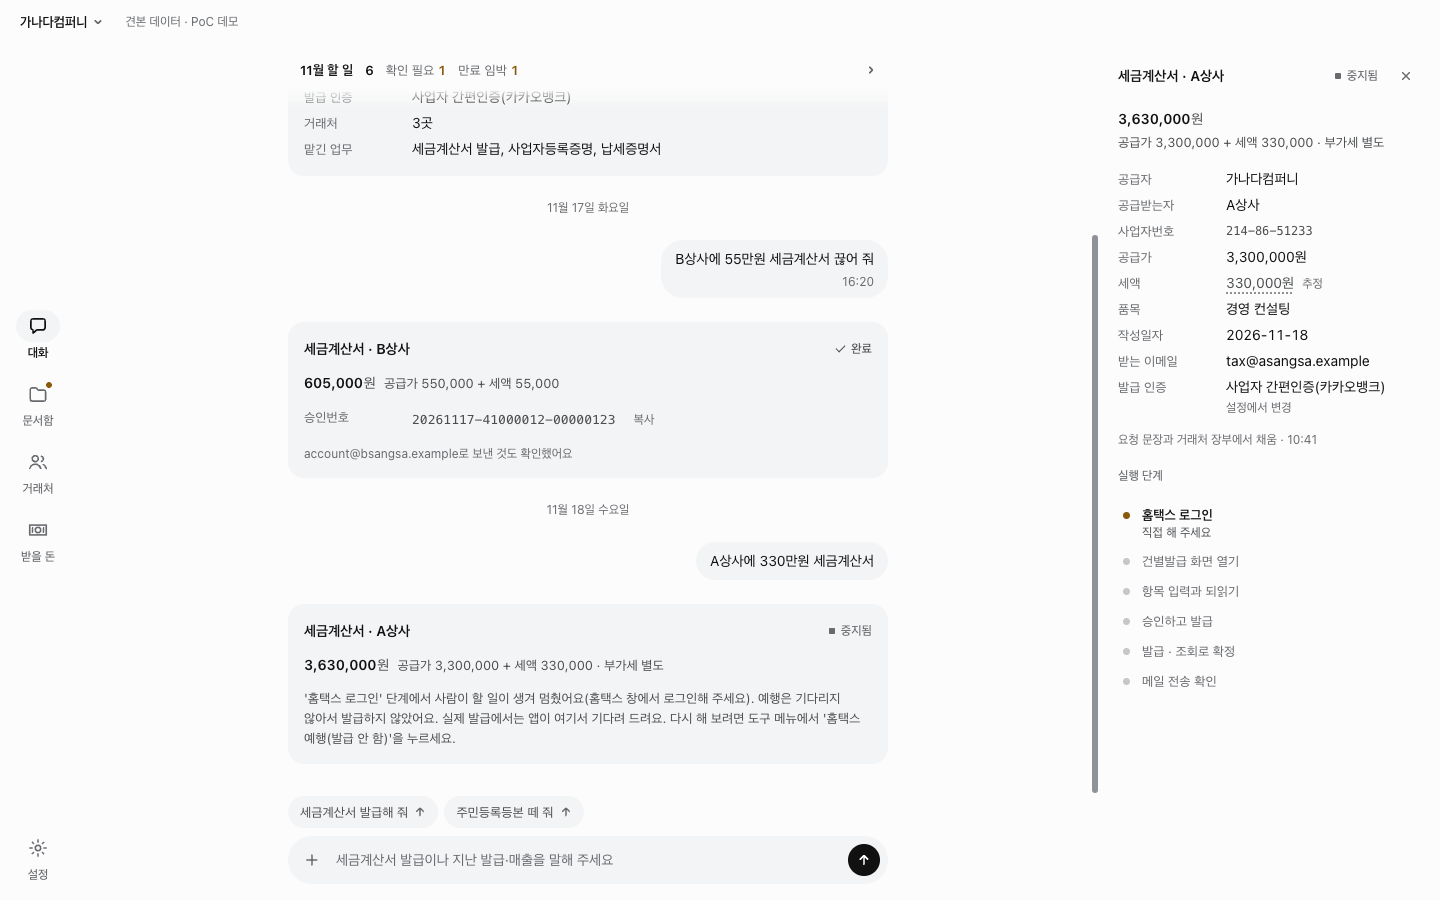 가나다컴퍼니
견본 데이터 · PoC 데모
11월 할 일 6 확인 필요 1 만료 임박 1
발급 인증 사업자 간편인증(카카오뱅크)
거래처 3곳
맡긴 업무 세금계산서 발급, 사업자등록증명, 납세증명서
11월 17일 화요일
B상사에 55만원 세금계산서 끊어 줘
16:20
세금계산서 · B상사 완료
605,000원 공급가 550,000 + 세액 55,000
승인번호 20261117-41000012-00000123 복사
account@bsangsa.example로 보낸 것도 확인했어요
11월 18일 수요일
A상사에 330만원 세금계산서
세금계산서 · A상사 중지됨
3,630,000원 공급가 3,300,000 + 세액 330,000 · 부가세 별도
'홈택스 로그인' 단계에서 사람이 할 일이 생겨 멈췄어요(홈택스 창에서 로그인해 주세요). 예행은 기다리지
않아서 발급하지 않았어요. 실제 발급에서는 앱이 여기서 기다려 드려요. 다시 해 보려면 도구 메뉴에서 '홈택스
예행(발급 안 함)'을 누르세요.
세금계산서 발급해 줘
주민등록등본 떼 줘
세금계산서 발급이나 지난 발급·매출을 말해 주세요
대화
문서함
거래처
받을 돈
설정
세금계산서 · A상사 중지됨
3,630,000원
공급가 3,300,000 + 세액 330,000 · 부가세 별도
공급자 가나다컴퍼니
공급받는자 A상사
사업자번호 214-86-51233
공급가 3,300,000원
세액 330,000원 추정
품목 경영 컨설팅
작성일자 2026-11-18
받는 이메일 tax@asangsa.example
발급 인증 사업자 간편인증(카카오뱅크)
설정에서 변경
요청 문장과 거래처 장부에서 채움 · 10:41
실행 단계
홈택스 로그인
직접 해 주세요
건별발급 화면 열기
항목 입력과 되읽기
승인하고 발급
발급 · 조회로 확정
메일 전송 확인